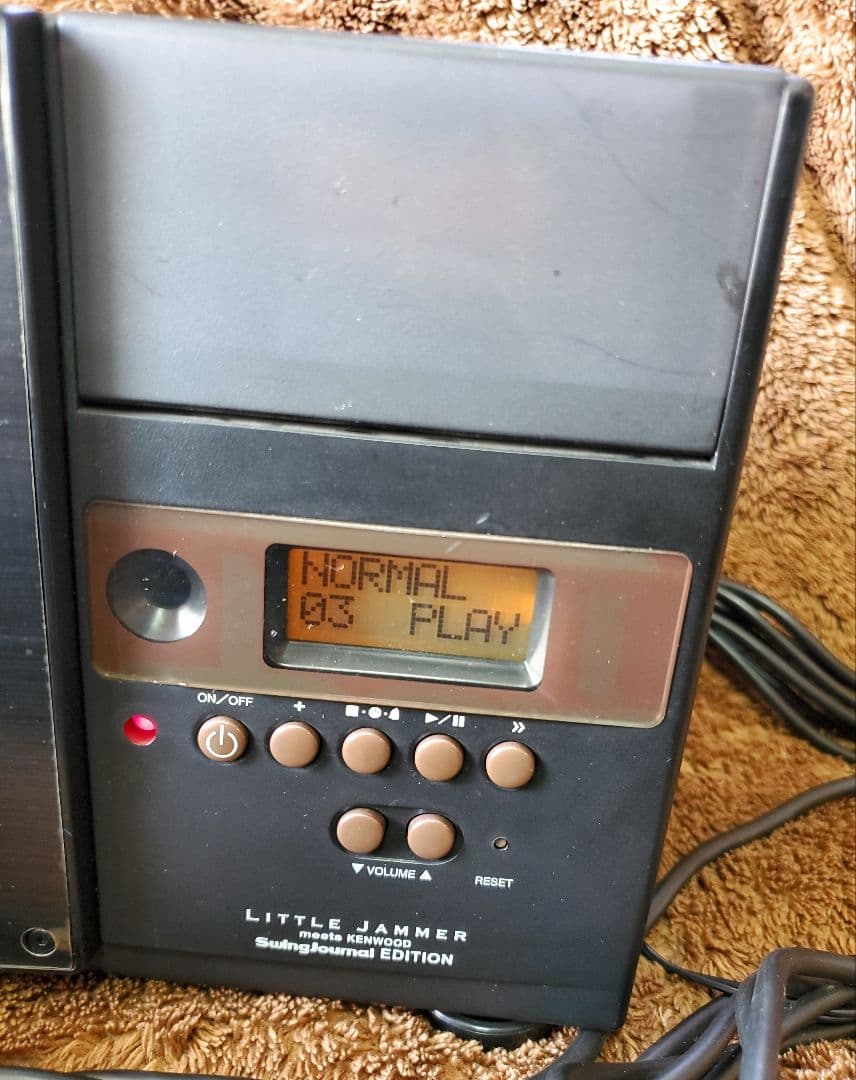 NORMAL
03 PLAY
ON/OFF
+
■・●・▲
▶/❚❚
»
▼ VOLUME ▲
RESET
LITTLE JAMMER
meets KENWOOD
SwingJournal EDITION